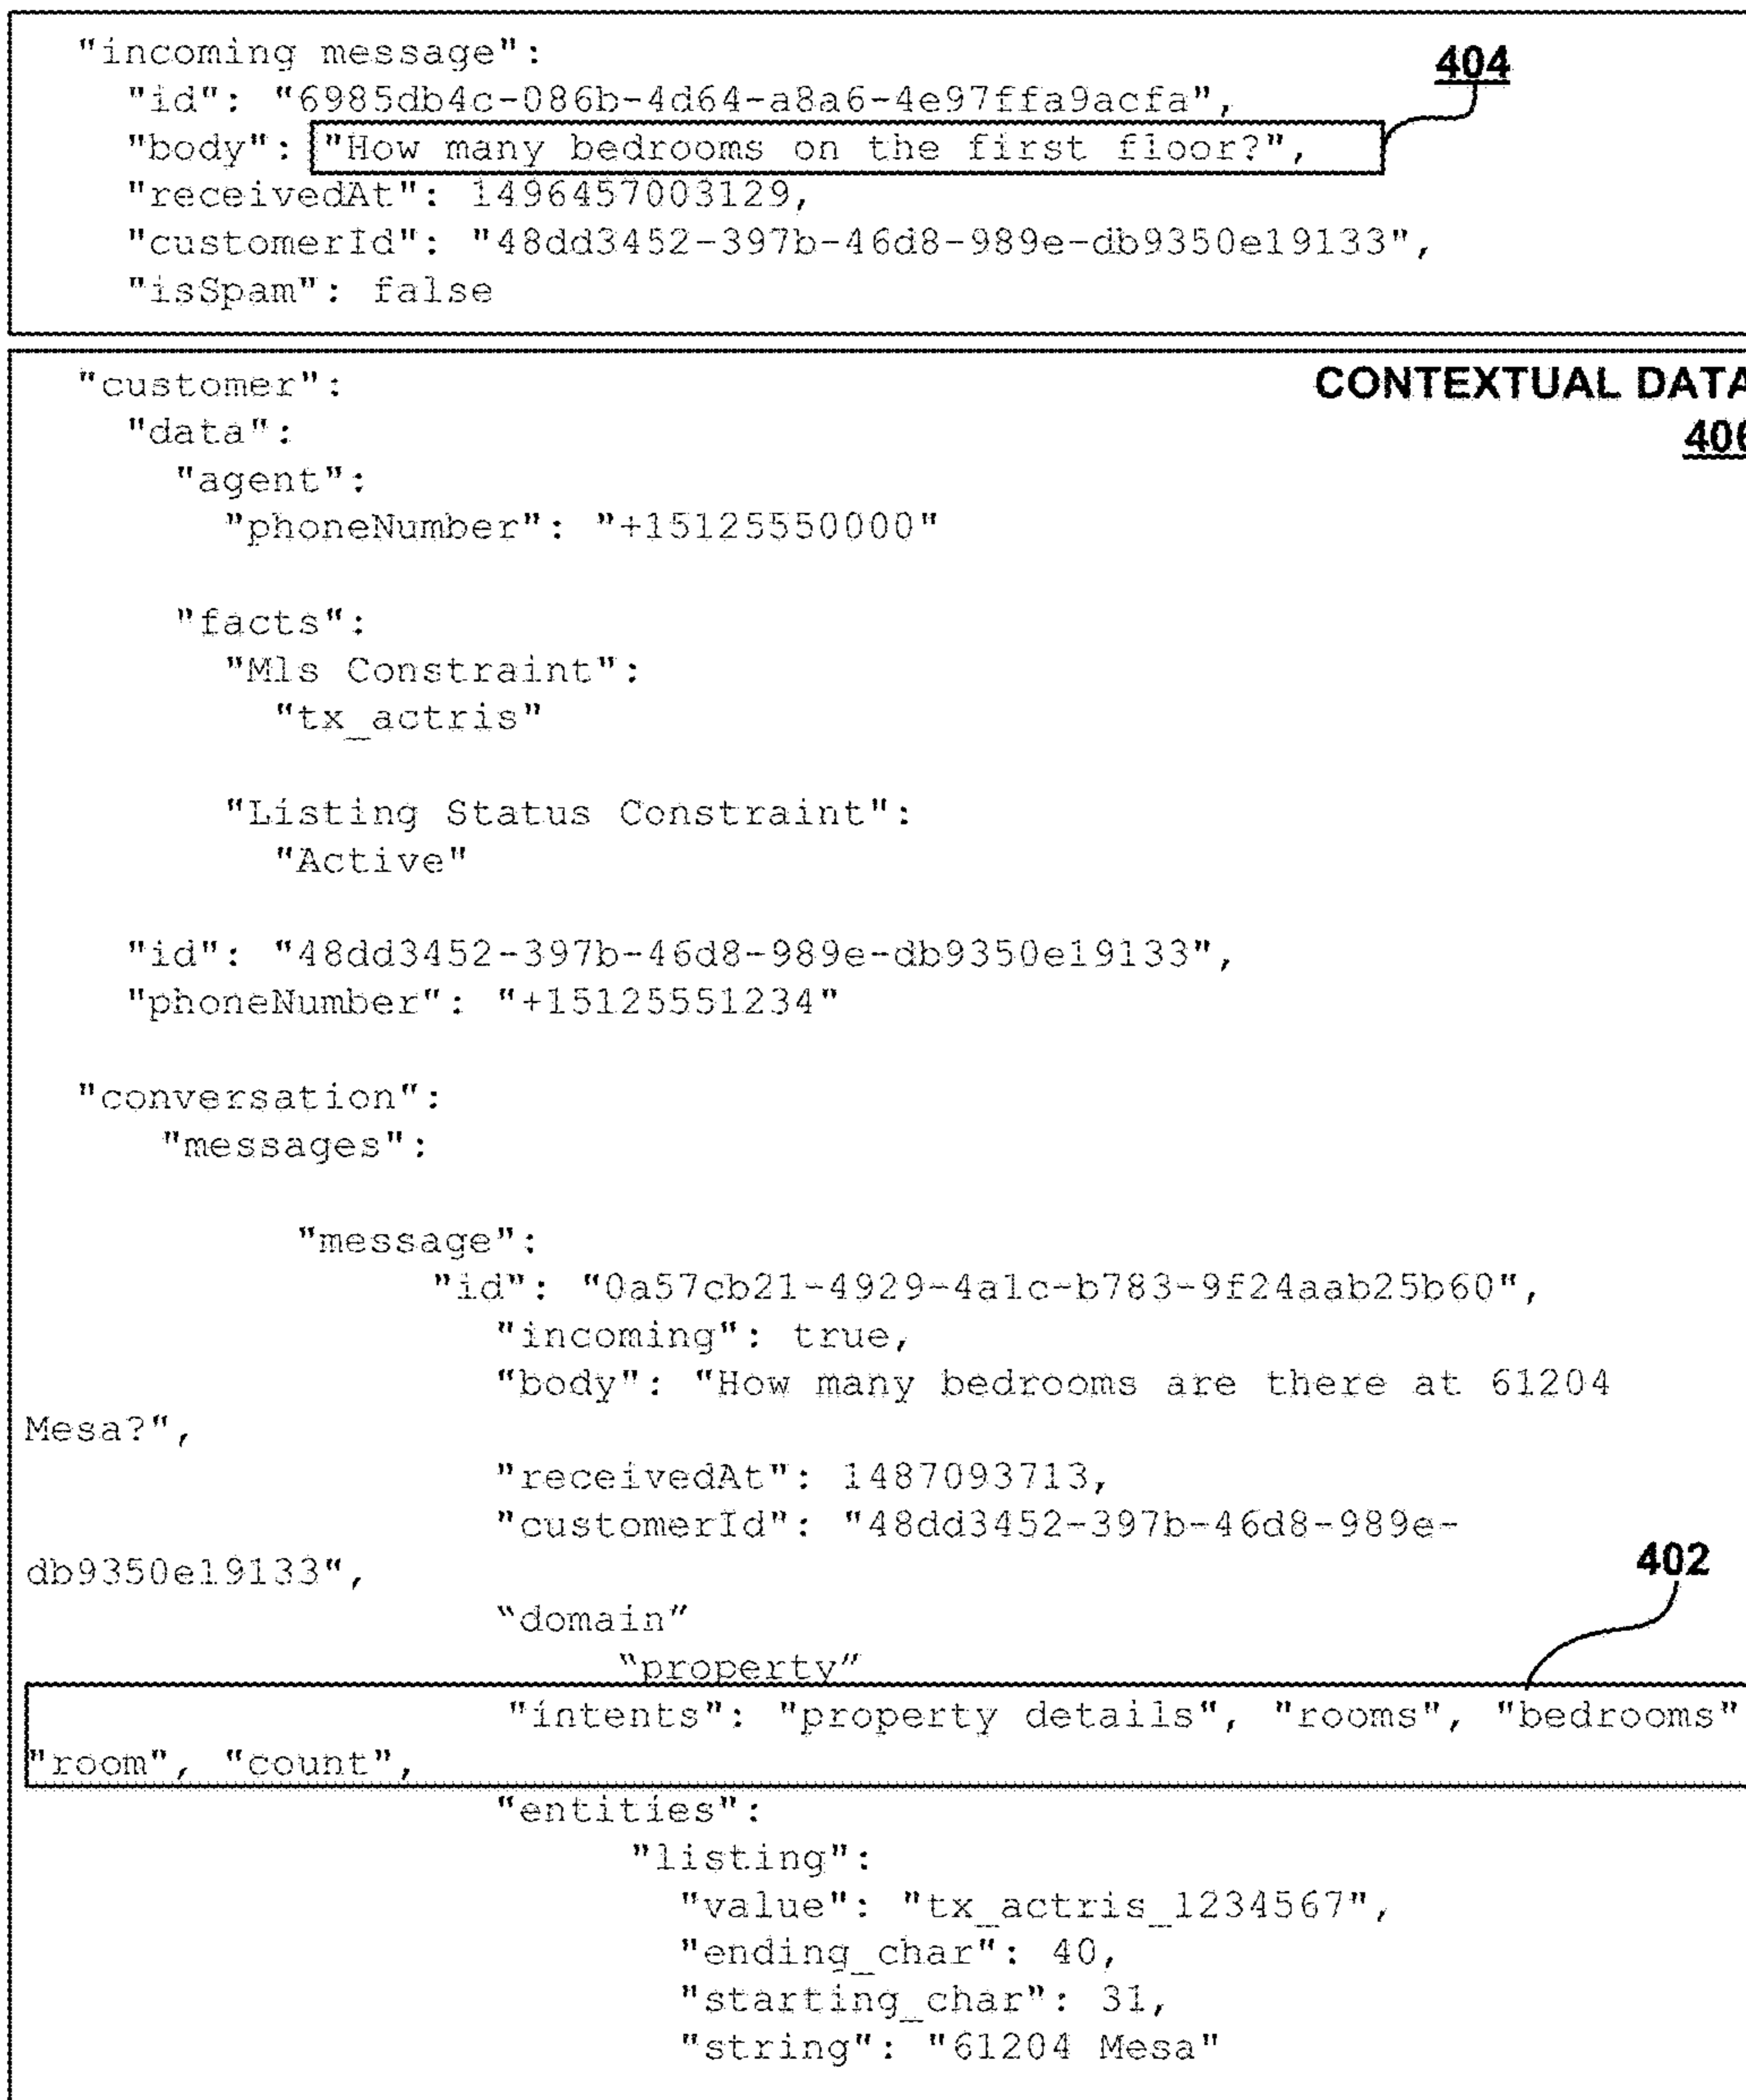 "incoming message":
404
"id": "6985db4c-086b-4d64-a8a6-4e97ffa9acfa",
"body": "How many bedrooms on the first floor?",
"receivedAt": 1496457003129,
"customerId": "48dd3452-397b-46d8-989e-db9350e19133",
"isSpam": false
"customer":
CONTEXTUAL DATA
"data":
406
"agent":
"phoneNumber": "+15125550000"
"facts":
"Mls Constraint":
"tx_actris"
"Listing Status Constraint":
"Active"
"id": "48dd3452-397b-46d8-989e-db9350e19133",
"phoneNumber": "+15125551234"
"conversation":
"messages":
"message":
"id": "0a57cb21-4929-4a1c-b783-9f24aab25b60",
"incoming": true,
"body": "How many bedrooms are there at 61204
Mesa?",
"receivedAt": 1487093713,
"customerId": "48dd3452-397b-46d8-989e-
db9350e19133",
402
“domain”
“property”
"intents": "property details", "rooms", "bedrooms"
"room", "count",
"entities":
"listing":
"value": "tx_actris_1234567",
"ending_char": 40,
"starting_char": 31,
"string": "61204 Mesa"